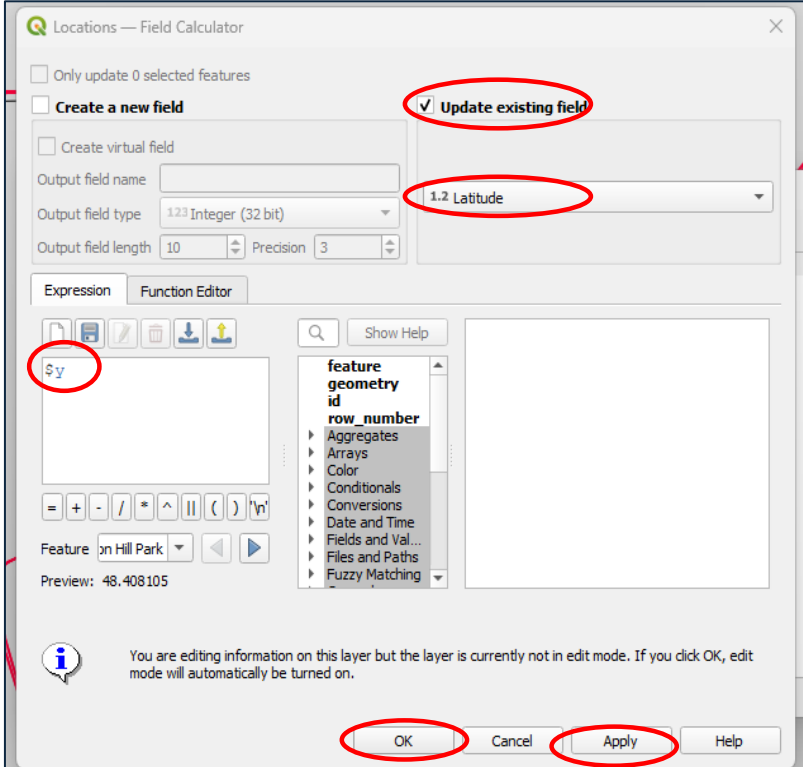 Locations — Field Calculator
Only update 0 selected features
Create a new field
Update existing field
Create virtual field
Output field name
Output field type 123 Integer (32 bit)
Output field length 10 Precision 3
1.2 Latitude
Expression Function Editor
Show Help
$y
feature
geometry
id
row_number
Aggregates
Arrays
Color
Conditionals
Conversions
Date and Time
Fields and Val...
Files and Paths
Fuzzy Matching
= + - / * ^ || ( ) '\n'
Feature on Hill Park
Preview: 48.408105
You are editing information on this layer but the layer is currently not in edit mode. If you click OK, edit
mode will automatically be turned on.
OK Cancel Apply Help